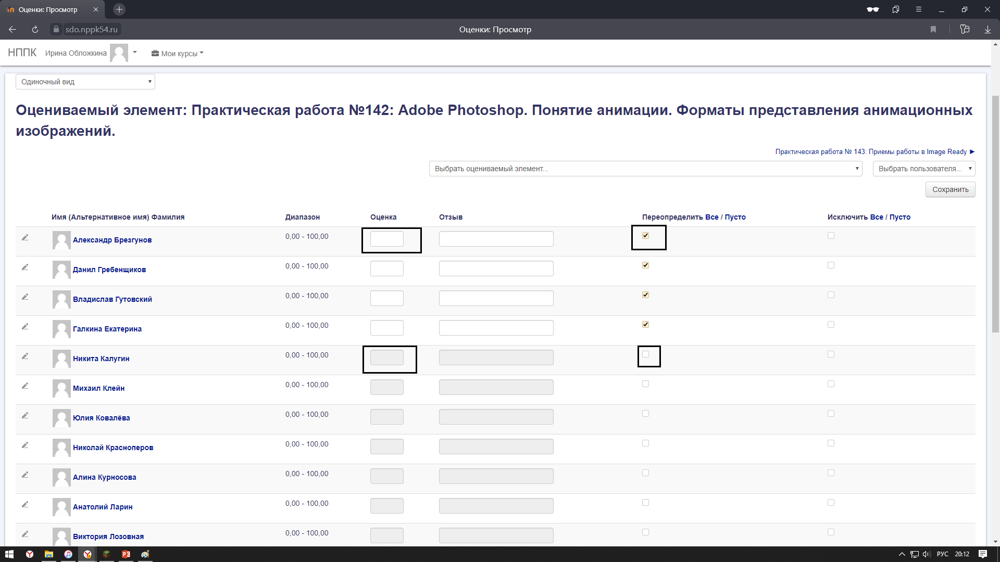 Оценки: Просмотр
sdo.nppk54.ru
Оценки: Просмотр
НППК
Ирина Обложкина
Мои курсы
Одиночный вид
Оцениваемый элемент: Практическая работа №142: Adobe Photoshop. Понятие анимации. Форматы представления анимационных
изображений.
Практическая работа № 143: Приемы работы в Image Ready ►
Выбрать оцениваемый элемент...
Выбрать пользователя...
Сохранить
Имя (Альтернативное имя) Фамилия Диапазон Оценка Отзыв Переопределить Все / Пусто Исключить Все / Пусто
Александр Брезгунов 0,00 - 100,00
Данил Гребенщиков 0,00 - 100,00
Владислав Гутовский 0,00 - 100,00
Галкина Екатерина 0,00 - 100,00
Никита Калугин 0,00 - 100,00
Михаил Клейн 0,00 - 100,00
Юлия Ковалёва 0,00 - 100,00
Николай Красноперов 0,00 - 100,00
Алина Курносова 0,00 - 100,00
Анатолий Ларин 0,00 - 100,00
Виктория Лозовная 0,00 - 100,00
РУС 20:12